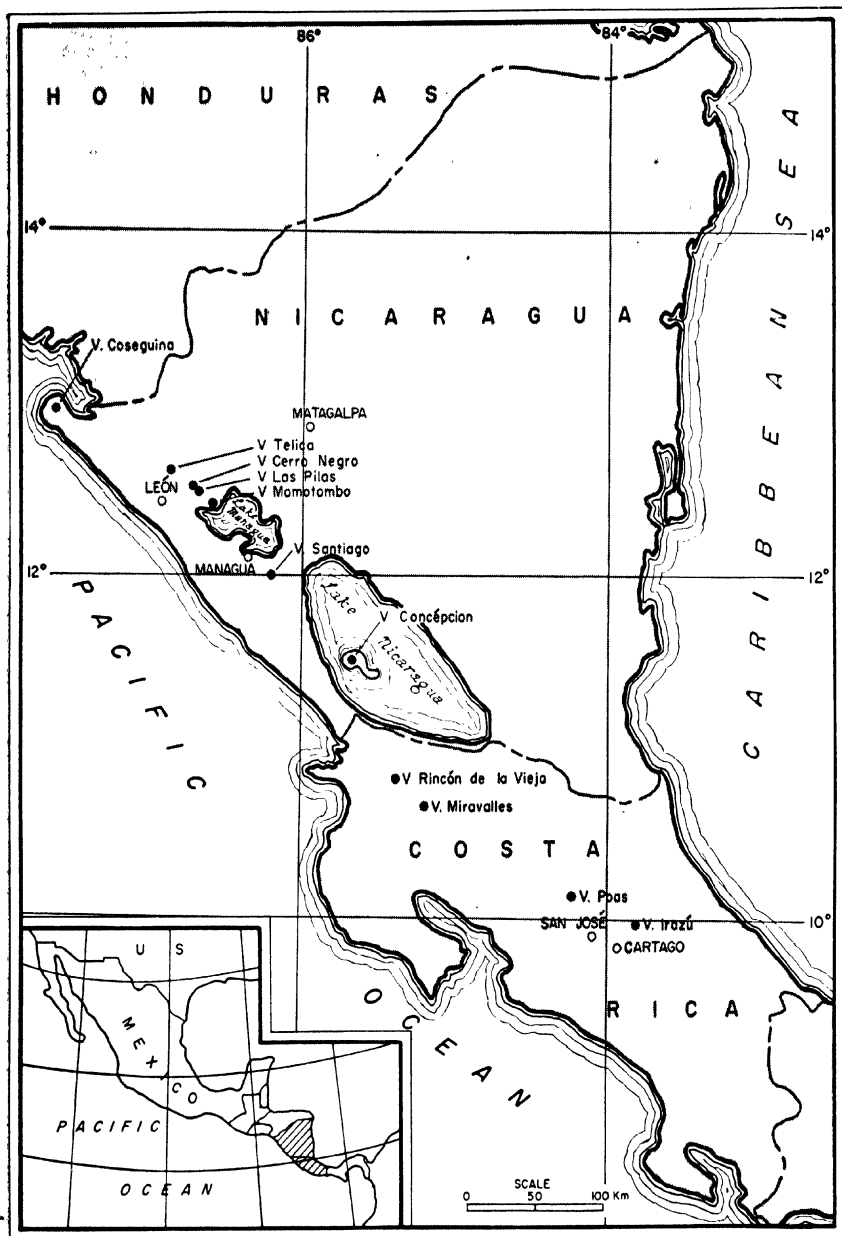 86°
84°
HONDURAS
14°
14°
NICARAGUA
CARIBBEAN SEA
V. Coseguina
MATAGALPA
V Telica
V Cerro Negro
V Las Pilas
V Momotombo
LEÓN
Lake Managua
MANAGUA
V. Santiago
12°
12°
Lake Nicaragua
V Concépcion
PACIFIC OCEAN
V Rincón de la Vieja
V. Miravalles
COSTA RICA
V. Poas
SAN JOSÉ
V. Irazú
10°
CARTAGO
US
MEXICO
PACIFIC
OCEAN
SCALE
0 50 100 Km